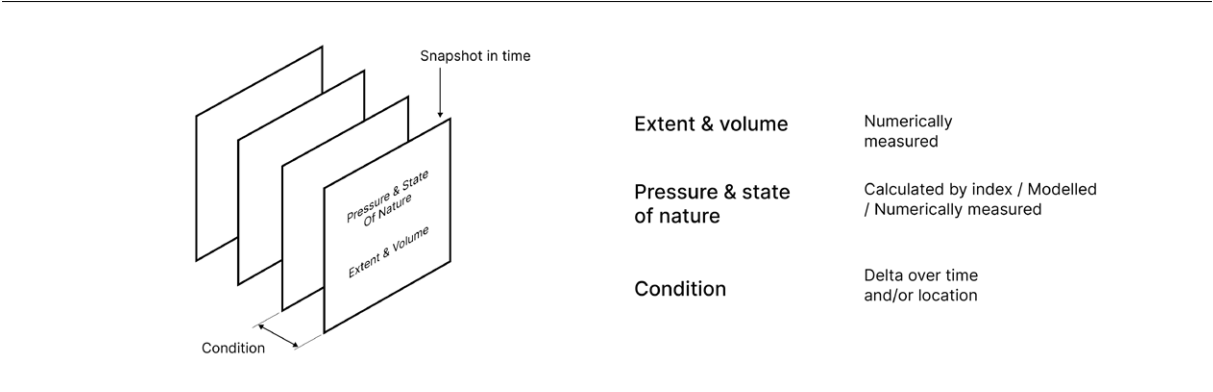 Snapshot in time
Pressure & State
Of Nature
Extent & Volume
Condition
Extent & volume
Numerically
measured
Pressure & state
of nature
Calculated by index / Modelled
/ Numerically measured
Condition
Delta over time
and/or location